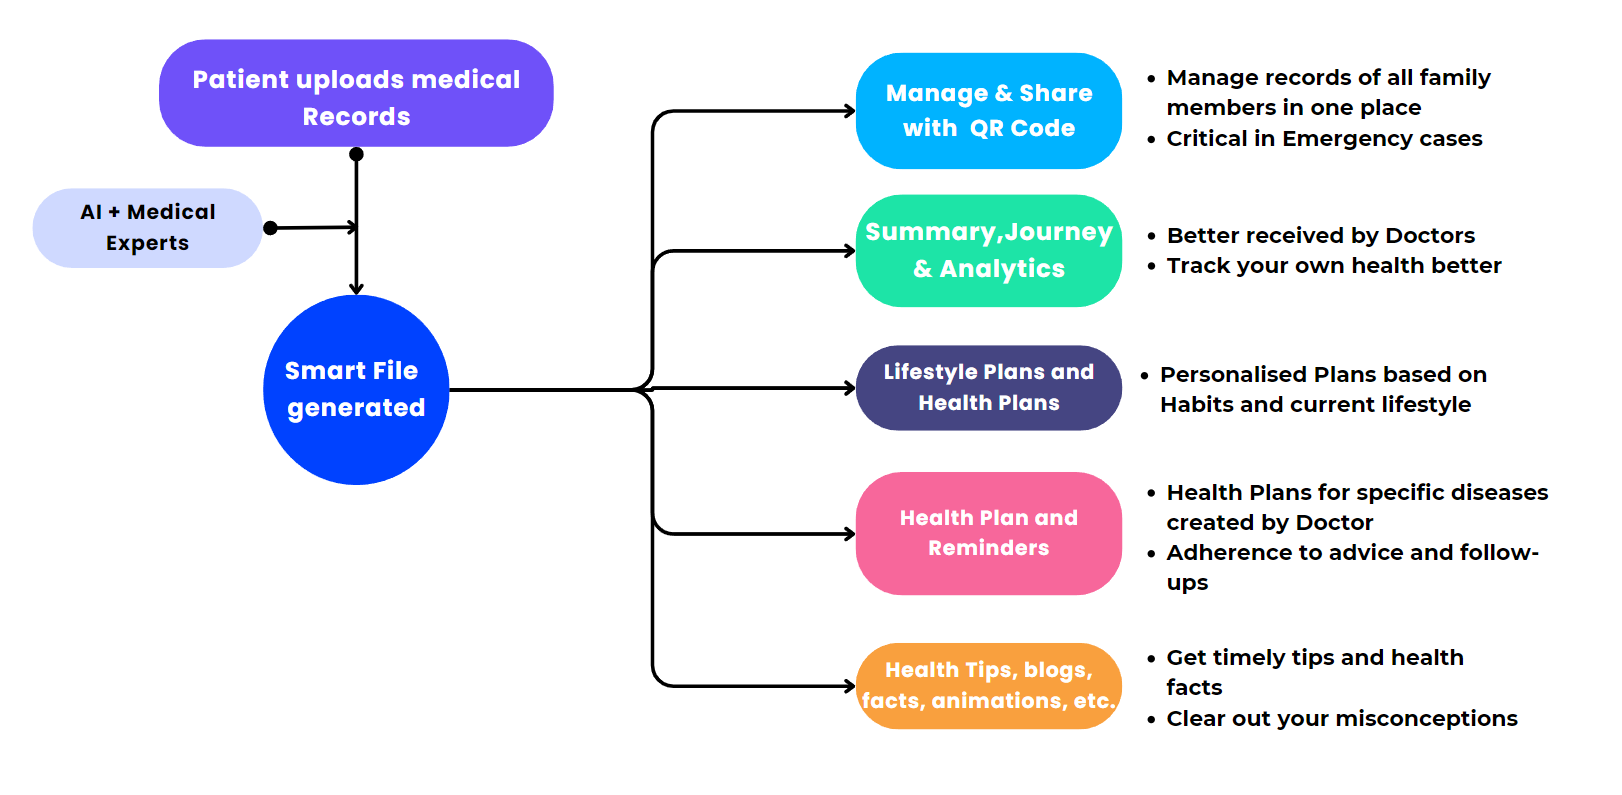 Patient uploads medical
Records
AI + Medical
Experts
Smart File
generated
Manage & Share
with QR Code
• Manage records of all family
members in one place
• Critical in Emergency cases
Summary,Journey
& Analytics
• Better received by Doctors
• Track your own health better
Lifestyle Plans and
Health Plans
• Personalised Plans based on
Habits and current lifestyle
Health Plan and
Reminders
• Health Plans for specific diseases
created by Doctor
• Adherence to advice and follow-
ups
Health Tips, blogs,
facts, animations, etc.
• Get timely tips and health
facts
• Clear out your misconceptions